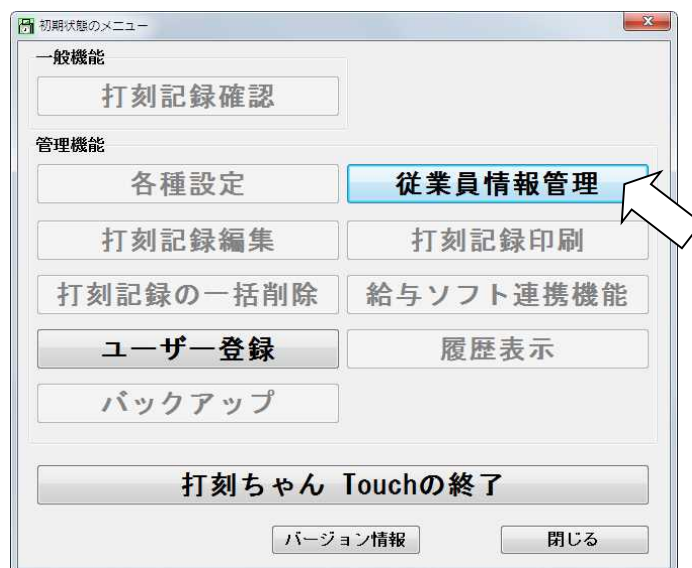 初期状態のメニュー
一般機能
打刻記録確認
管理機能
各種設定 従業員情報管理
打刻記録編集 打刻記録印刷
打刻記録の一括削除 給与ソフト連携機能
ユーザー登録 履歴表示
バックアップ
打刻ちゃん Touchの終了
バージョン情報 閉じる